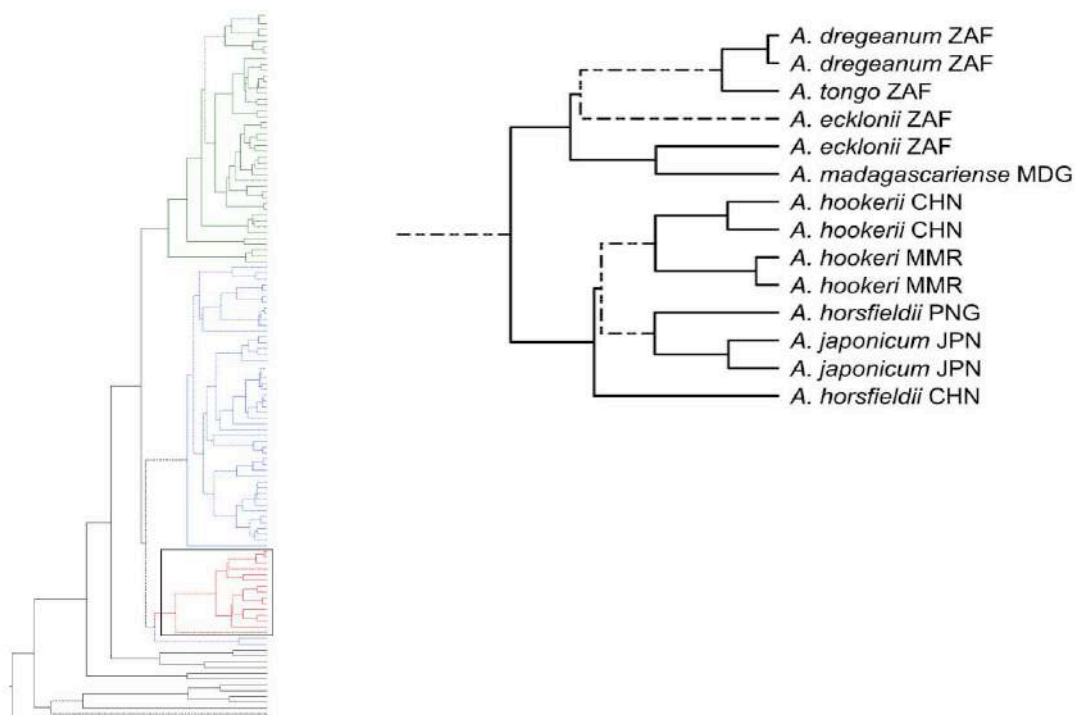 A. dregeanum ZAF
A. dregeanum ZAF
A. tongo ZAF
A. ecklonii ZAF
A. ecklonii ZAF
A. madagascariense MDG
A. hookerii CHN
A. hookerii CHN
A. hookeri MMR
A. hookeri MMR
A. horsfieldii PNG
A. japonicum JPN
A. japonicum JPN
A. horsfieldii CHN